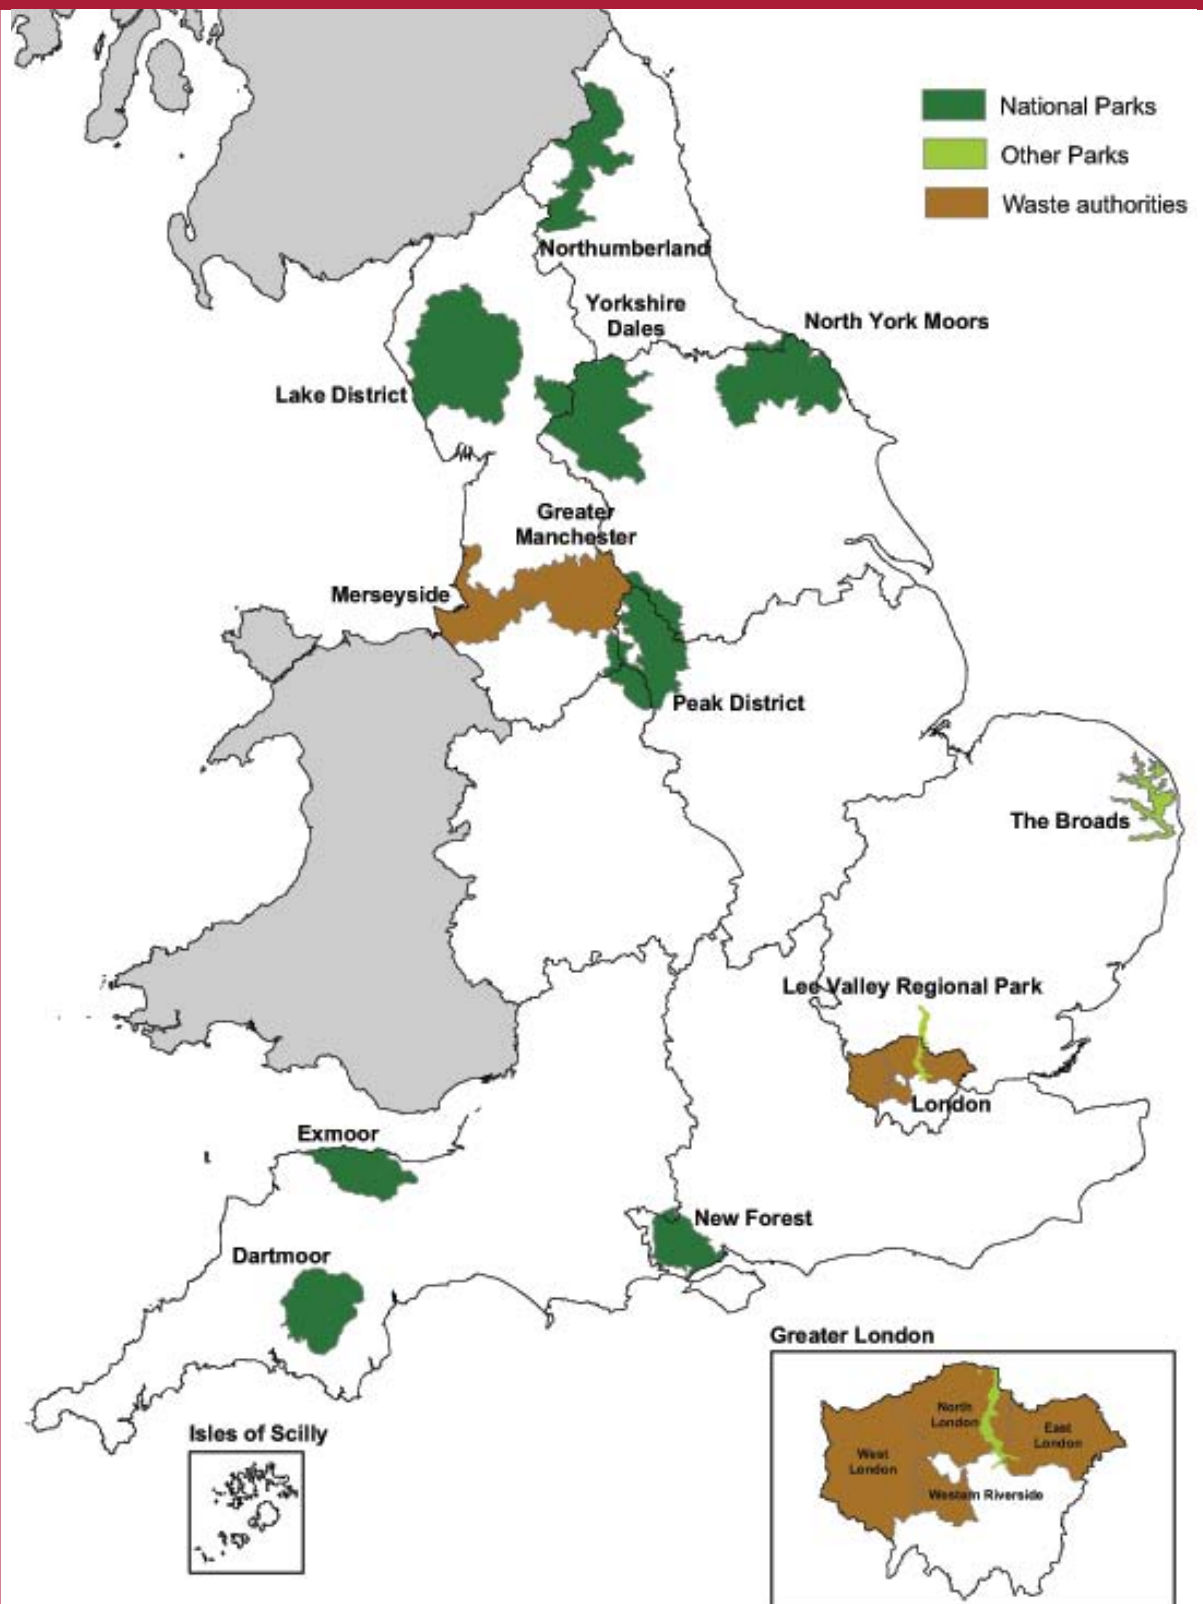 National Parks
Other Parks
Waste authorities
Northumberland
Yorkshire
Dales
North York Moors
Lake District
Greater
Manchester
Merseyside
Peak District
The Broads
Lee Valley Regional Park
London
Exmoor
New Forest
Dartmoor
Greater London
North
London
East
London
West
London
Western Riverside
Isles of Scilly